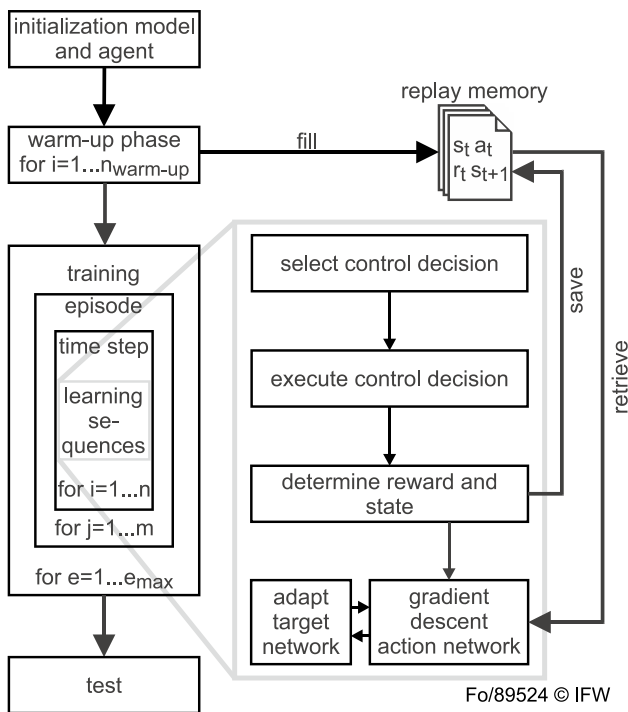 initialization model
and agent
replay memory
warm-up phase
for i=1...nwarm-up
fill
st at
rt st+1
training
episode
time step
learning
se-
quences
for i=1...n
for j=1...m
for e=1...emax
test
select control decision
execute control decision
determine reward and
state
adapt
target
network
gradient
descent
action network
save
retrieve
Fo/89524 © IFW